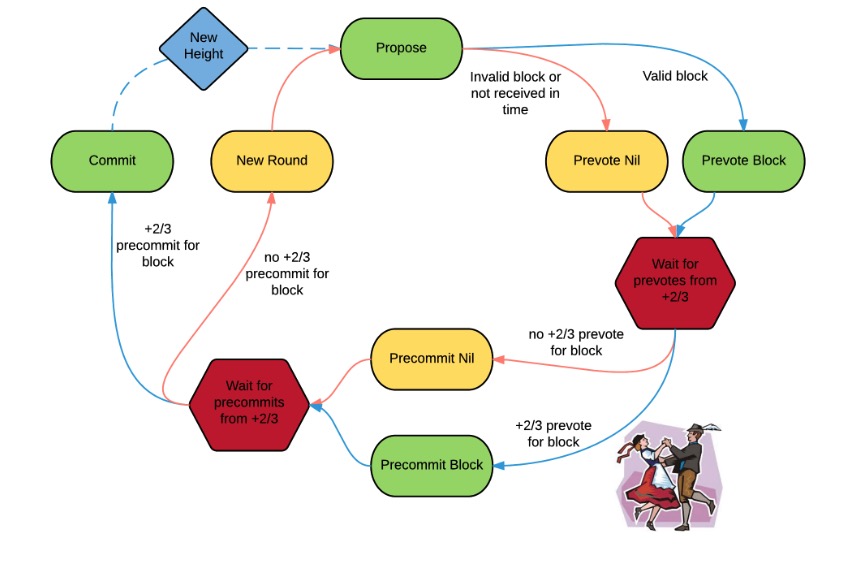 New
Height
Propose
Invalid block or
not received in
time
Valid block
Commit
New Round
Prevote Nil
Prevote Block
+2/3
precommit for
block
no +2/3
precommit for
block
Wait for
prevotes from
+2/3
no +2/3 prevote
for block
Precommit Nil
Wait for
precommits
from +2/3
+2/3 prevote
for block
Precommit Block